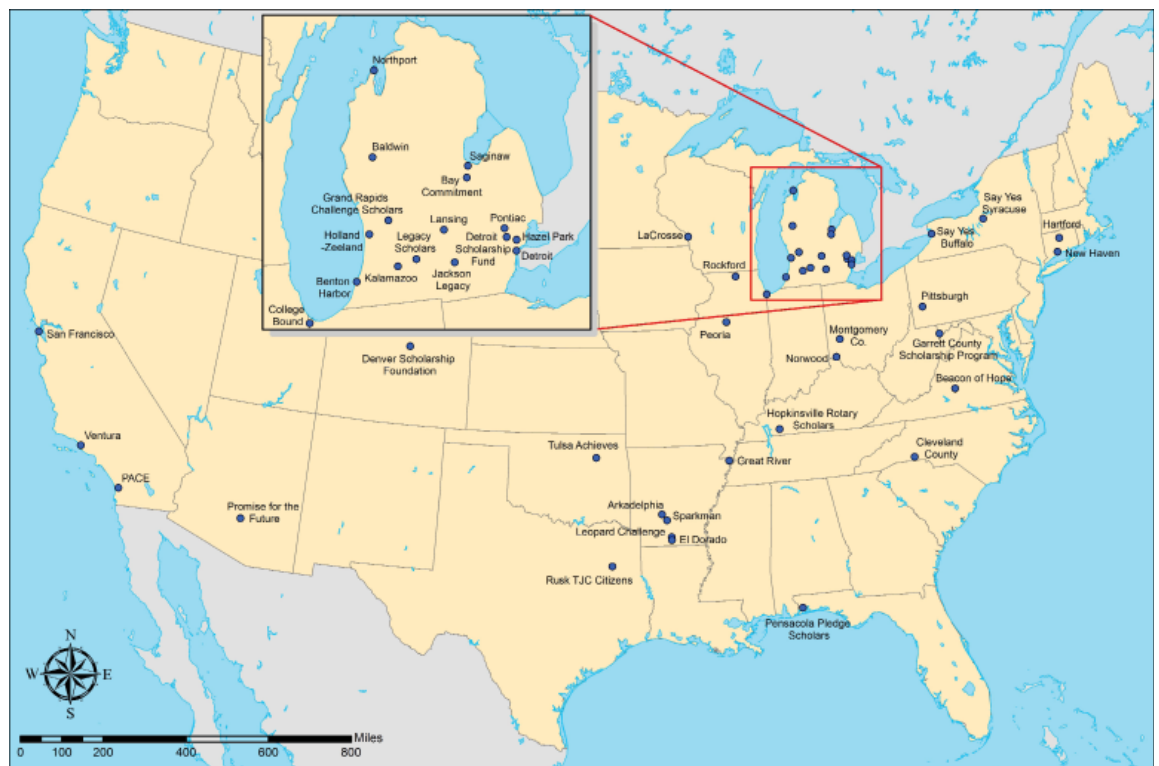 Northport
Baldwin
Saginaw
Bay
Commitment
Grand Rapids
Challenge Scholars
Lansing
Pontiac
Holland
-Zeeland
Legacy
Scholars
Detroit
Scholarship
Fund
Hazel Park
Detroit
Benton
Harbor
Kalamazoo
Jackson
Legacy
College
Bound
San Francisco
Denver Scholarship
Foundation
Ventura
PACE
Promise for the
Future
LaCrosse
Rockford
Peoria
Say Yes
Syracuse
Say Yes
Buffalo
Hartford
New Haven
Pittsburgh
Montgomery
Co.
Norwood
Garrett County
Scholarship Program
Beacon of Hope
Hopkinsville Rotary
Scholars
Cleveland
County
Tulsa Achieves
Great River
Arkadelphia
Sparkman
Leopard Challenge
El Dorado
Rusk TJC Citizens
Pensacola Pledge
Scholars
N
W E
S
Miles
0 100 200 400 600 800